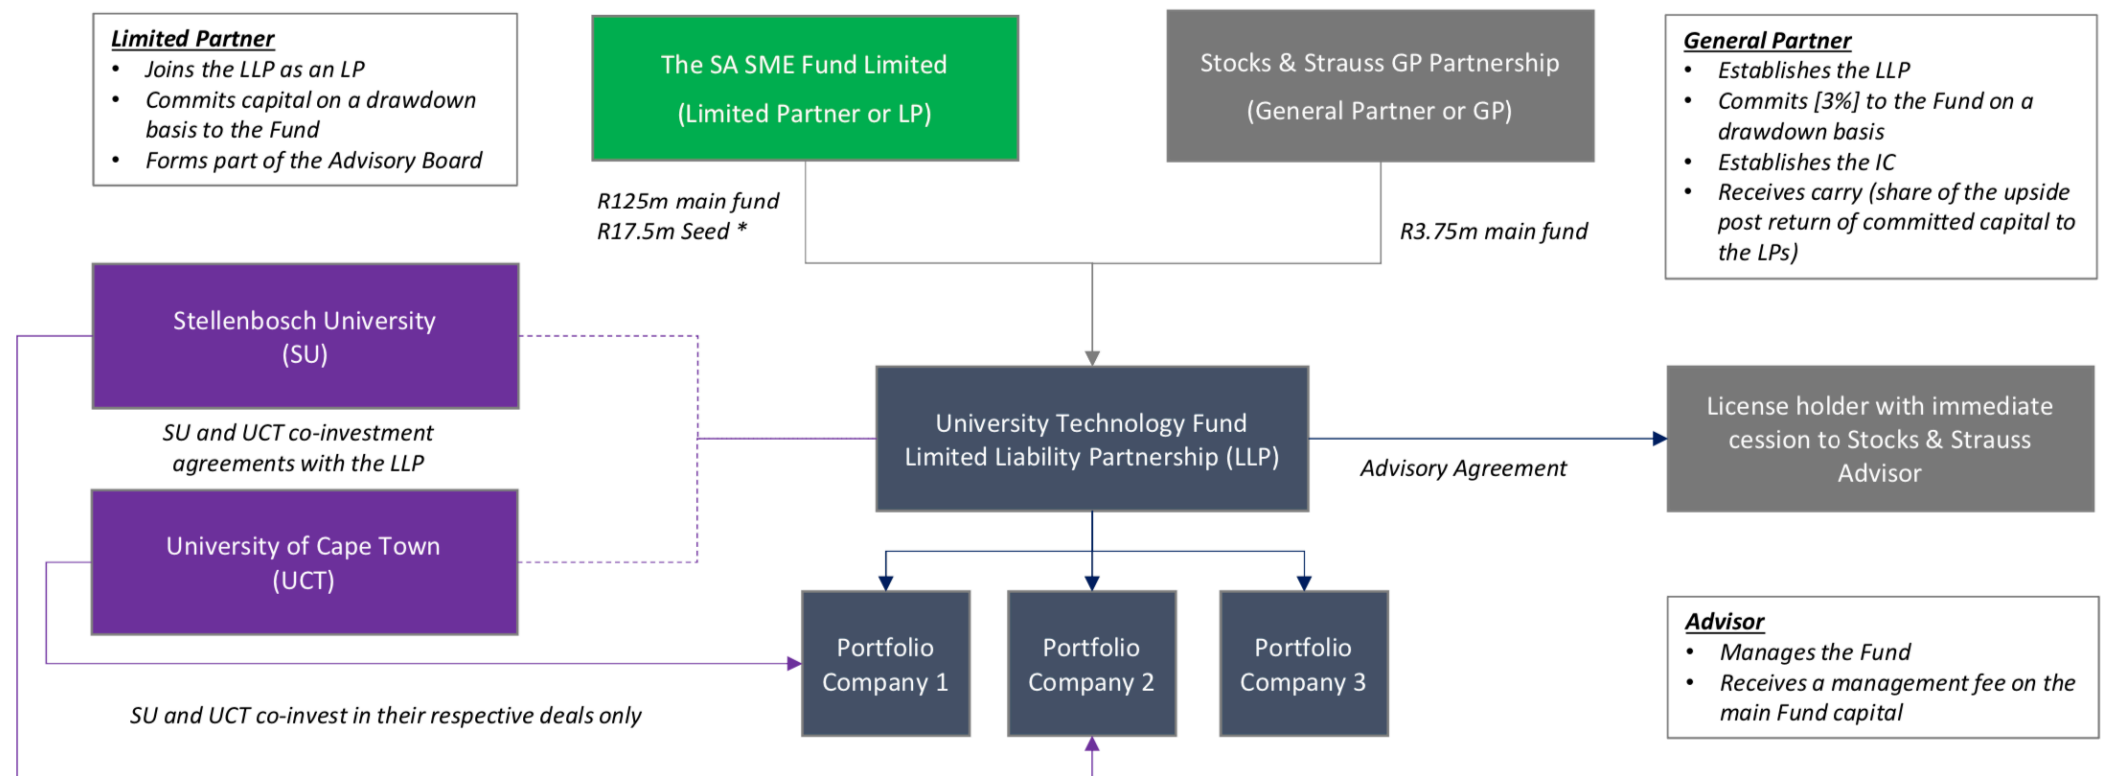 Limited Partner
• Joins the LLP as an LP
• Commits capital on a drawdown
basis to the Fund
• Forms part of the Advisory Board
The SA SME Fund Limited
(Limited Partner or LP)
Stocks & Strauss GP Partnership
(General Partner or GP)
General Partner
• Establishes the LLP
• Commits [3%] to the Fund on a
drawdown basis
• Establishes the IC
• Receives carry (share of the upside
post return of committed capital to
the LPs)
R125m main fund
R17.5m Seed *
R3.75m main fund
Stellenbosch University
(SU)
SU and UCT co-investment
agreements with the LLP
University of Cape Town
(UCT)
University Technology Fund
Limited Liability Partnership (LLP)
Advisory Agreement
License holder with immediate
cession to Stocks & Strauss
Advisor
Portfolio
Company 1
Portfolio
Company 2
Portfolio
Company 3
SU and UCT co-invest in their respective deals only
Advisor
• Manages the Fund
• Receives a management fee on the
main Fund capital